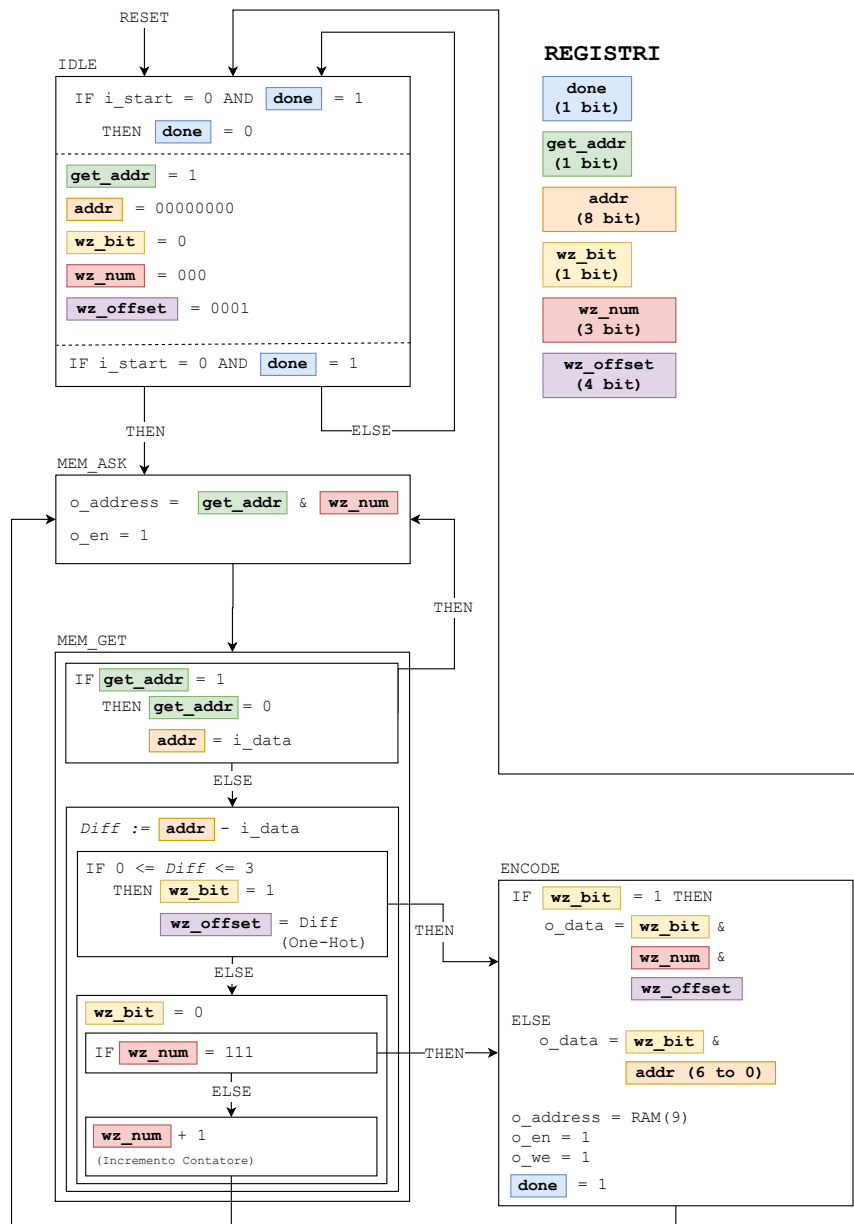 RESET
IDLE
IF i_start = 0 AND done = 1
THEN done = 0
get_addr = 1
addr = 00000000
wz_bit = 0
wz_num = 000
wz_offset = 0001
IF i_start = 0 AND done = 1
THEN
ELSE
REGISTRI
done
(1 bit)
get_addr
(1 bit)
addr
(8 bit)
wz_bit
(1 bit)
wz_num
(3 bit)
wz_offset
(4 bit)
MEM_ASK
o_address = get_addr & wz_num
o_en = 1
THEN
MEM_GET
IF get_addr = 1
THEN get_addr = 0
addr = i_data
ELSE
Diff := addr - i_data
IF 0 <= Diff <= 3
THEN wz_bit = 1
wz_offset = Diff
(One-Hot)
THEN
ELSE
wz_bit = 0
IF wz_num = 111
THEN
ELSE
wz_num + 1
(Incremento Contatore)
ENCODE
IF wz_bit = 1 THEN
o_data = wz_bit &
wz_num &
wz_offset
ELSE
o_data = wz_bit &
addr (6 to 0)
o_address = RAM(9)
o_en = 1
o_we = 1
done = 1